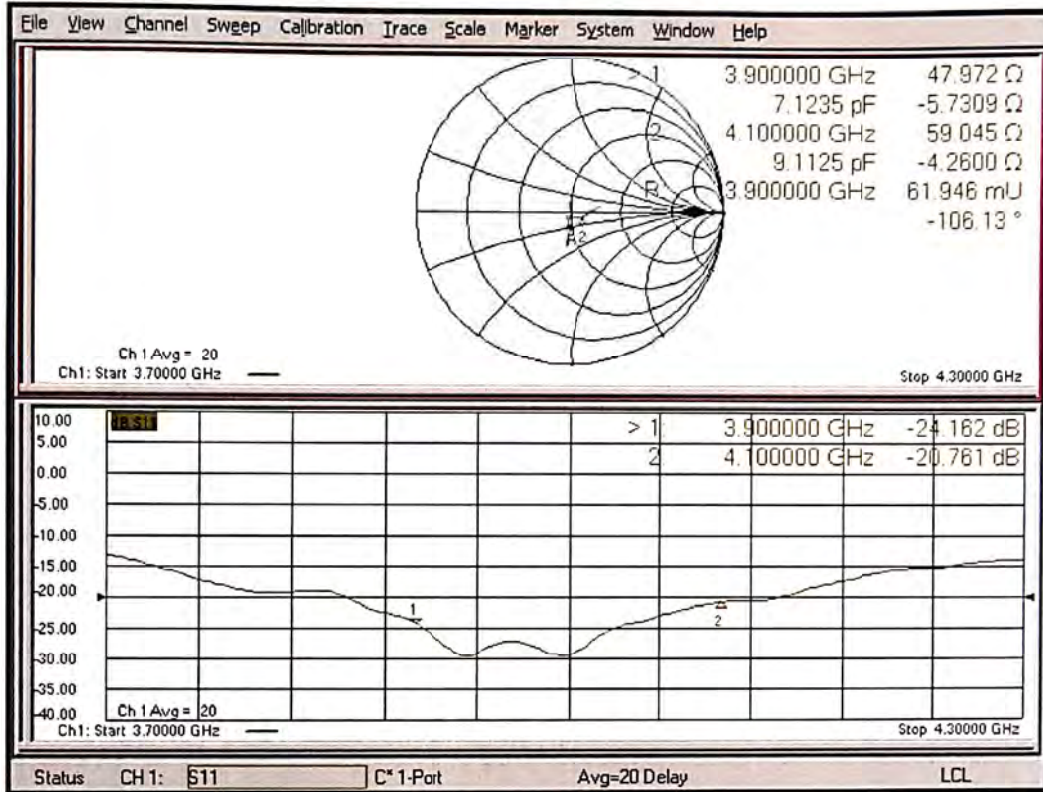 File View Channel Sweep Calibration Trace Scale Marker System Window Help
> 1 3.900000 GHz 47.972 Ω
7.1235 pF -5.7309 Ω
2 4.100000 GHz 59.045 Ω
9.1125 pF -4.2600 Ω
R 3.900000 GHz 61.946 mU
-106.13 °
2
Ch 1 Avg = 20
Ch1: Start 3.70000 GHz
Stop 4.30000 GHz
10.00
dB S11
> 1 3.900000 GHz -24.162 dB
5.00
2 4.100000 GHz -20.761 dB
0.00
-5.00
-10.00
-15.00
-20.00
1
2
-25.00
-30.00
-35.00
-40.00
Ch 1 Avg = 20
Ch1: Start 3.70000 GHz
Stop 4.30000 GHz
Status CH 1: S11 C* 1-Port Avg=20 Delay LCL